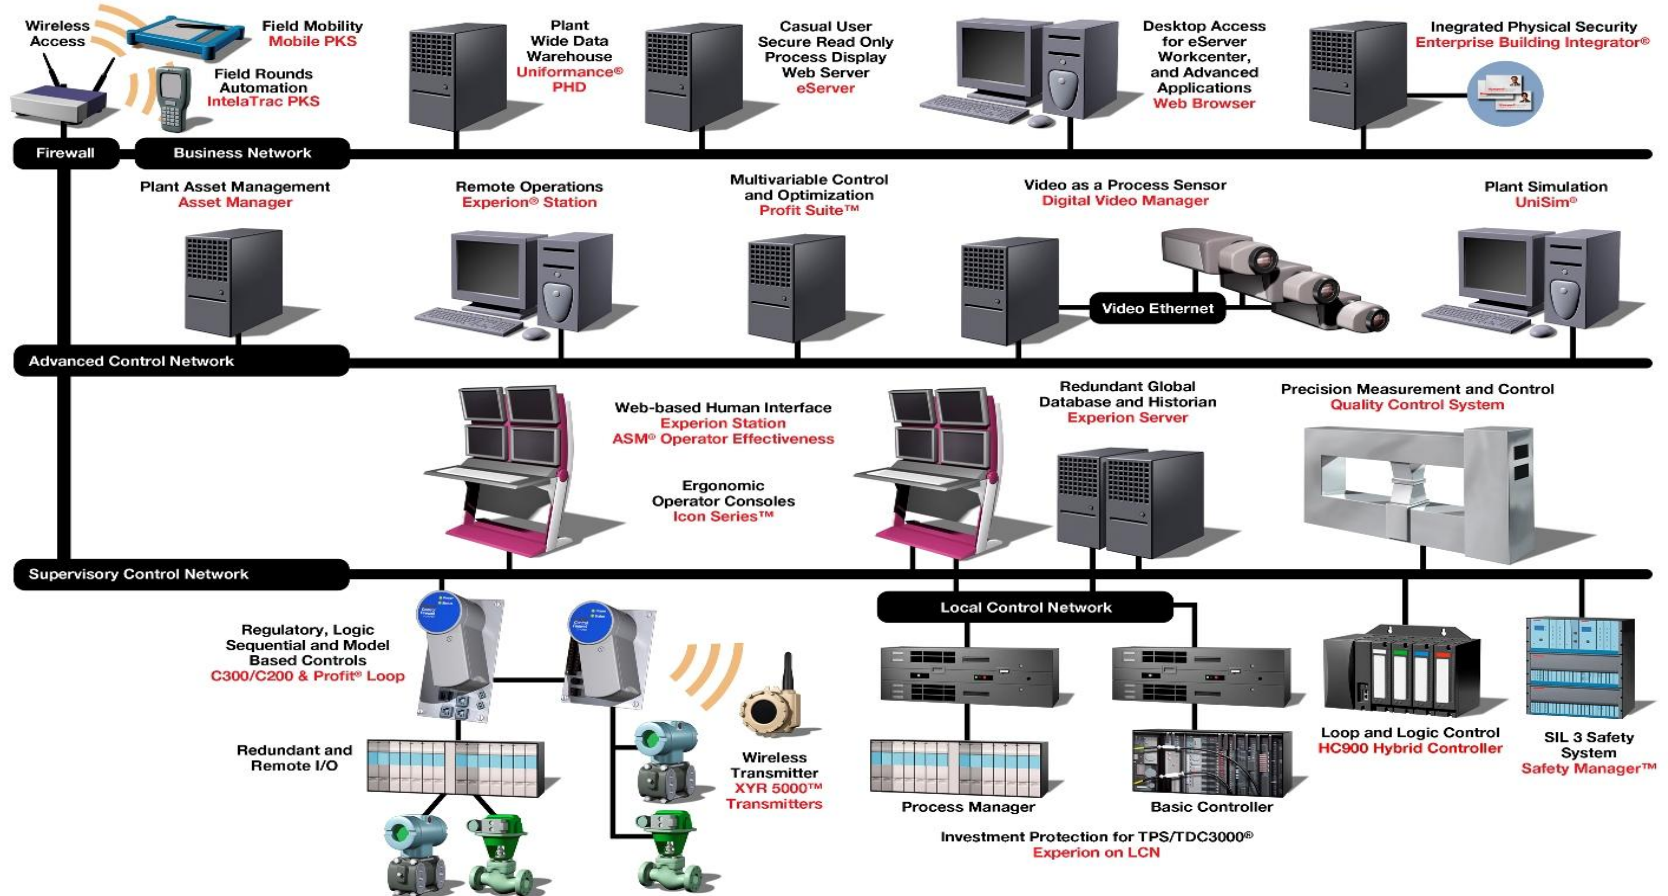 Wireless
Access
Field Mobility
Mobile PKS
Field Rounds
Automation
IntelaTrac PKS
Plant
Wide Data
Warehouse
Uniformance®
PHD
Casual User
Secure Read Only
Process Display
Web Server
eServer
Desktop Access
for eServer
Workcenter,
and Advanced
Applications
Web Browser
Inegrated Physical Security
Enterprise Building Integrator®
Firewall
Business Network
Plant Asset Management
Asset Manager
Remote Operations
Experion® Station
Multivariable Control
and Optimization
Profit Suite™
Video as a Process Sensor
Digital Video Manager
Plant Simulation
UniSim®
Video Ethernet
Advanced Control Network
Web-based Human Interface
Experion Station
ASM® Operator Effectiveness
Ergonomic
Operator Consoles
Icon Series™
Redundant Global
Database and Historian
Experion Server
Precision Measurement and Control
Quality Control System
Supervisory Control Network
Local Control Network
Regulatory, Logic
Sequential and Model
Based Controls
C300/C200 & Profit® Loop
Redundant and
Remote I/O
Wireless
Transmitter
XYR 5000™
Transmitters
Process Manager
Basic Controller
Investment Protection for TPS/TDC3000®
Experion on LCN
Loop and Logic Control
HC900 Hybrid Controller
SIL 3 Safety
System
Safety Manager™